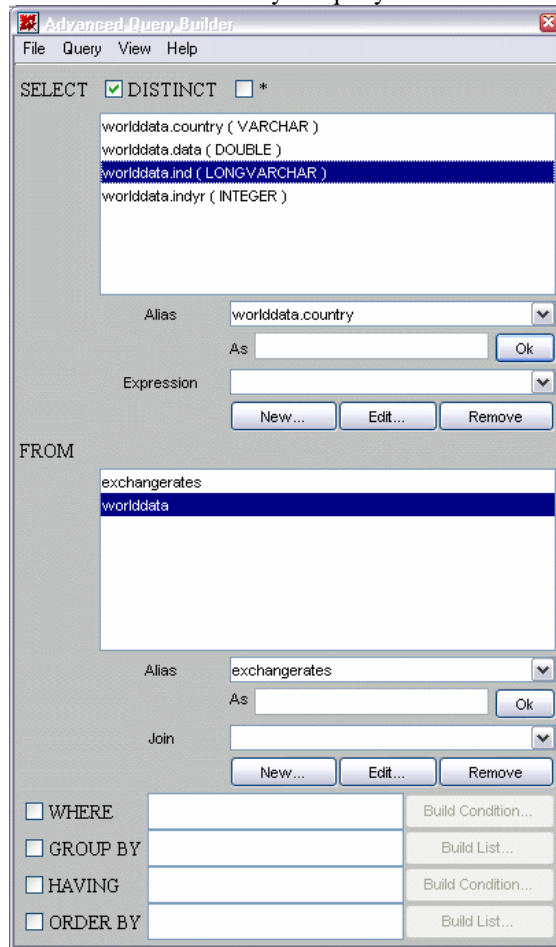 Advanced Query Builder
File Query View Help
SELECT DISTINCT *
worlddata.country ( VARCHAR )
worlddata.data ( DOUBLE )
worlddata.ind ( LONGVARCHAR )
worlddata.indyr ( INTEGER )
Alias worlddata.country
As Ok
Expression
New... Edit... Remove
FROM
exchangerates
worlddata
Alias exchangerates
As Ok
Join
New... Edit... Remove
WHERE Build Condition...
GROUP BY Build List...
HAVING Build Condition...
ORDER BY Build List...